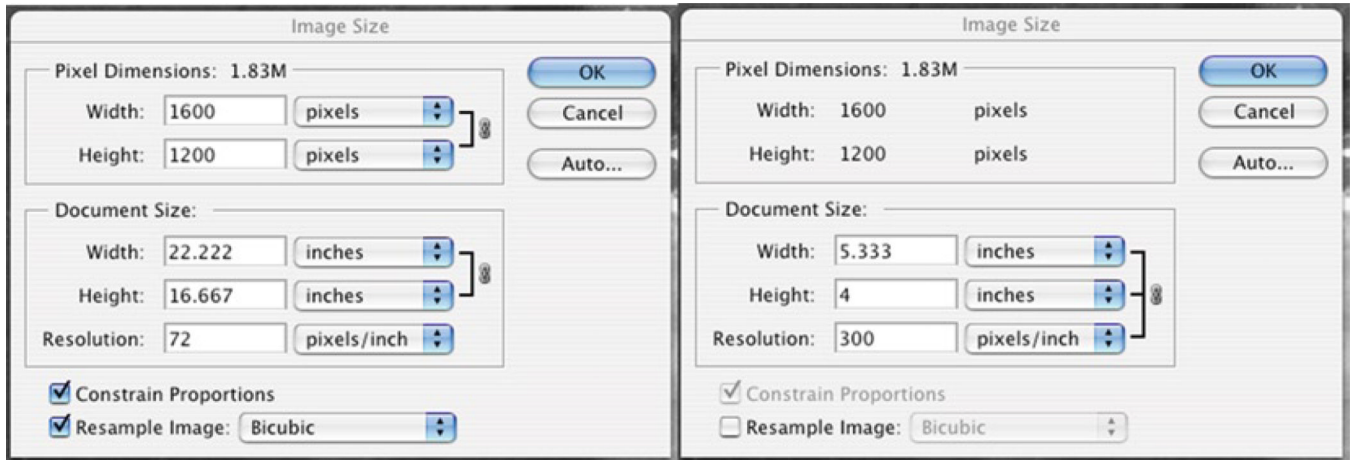 Image Size
Pixel Dimensions: 1.83M
OK
Width: 1600 pixels
Cancel
Height: 1200 pixels
Auto...
Document Size:
Width: 22.222 inches
Height: 16.667 inches
Resolution: 72 pixels/inch
Constrain Proportions
Resample Image: Bicubic
Image Size
Pixel Dimensions: 1.83M
OK
Width: 1600 pixels
Cancel
Height: 1200 pixels
Auto...
Document Size:
Width: 5.333 inches
Height: 4 inches
Resolution: 300 pixels/inch
Constrain Proportions
Resample Image: Bicubic